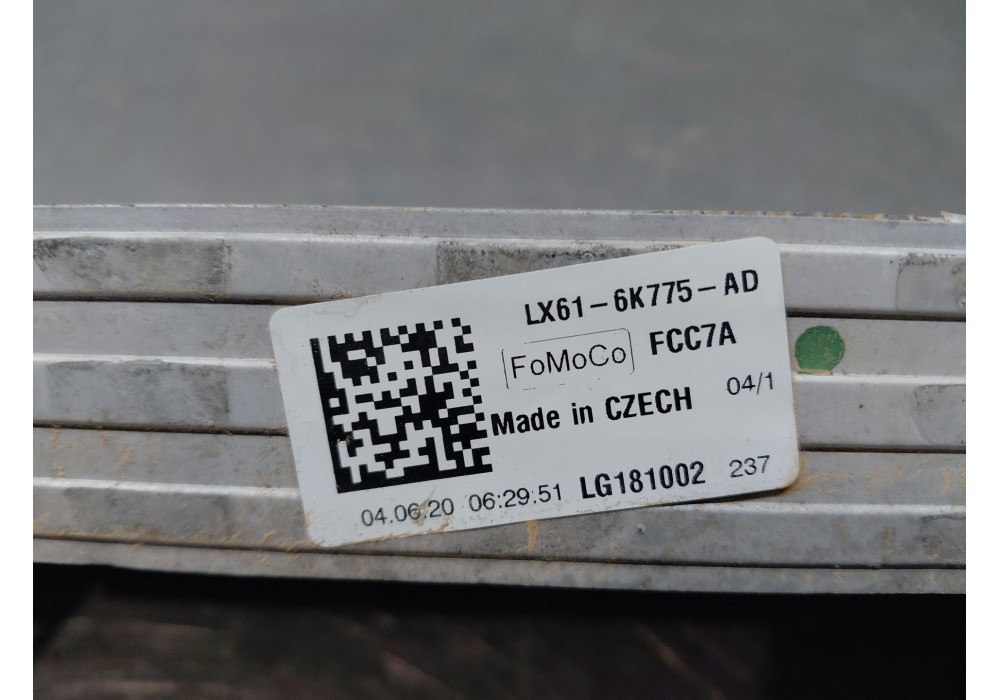 LX61-6K775-AD
FoMoCo FCC7A
Made in CZECH 04/1
04.06.20 06:29:51 LG181002 237